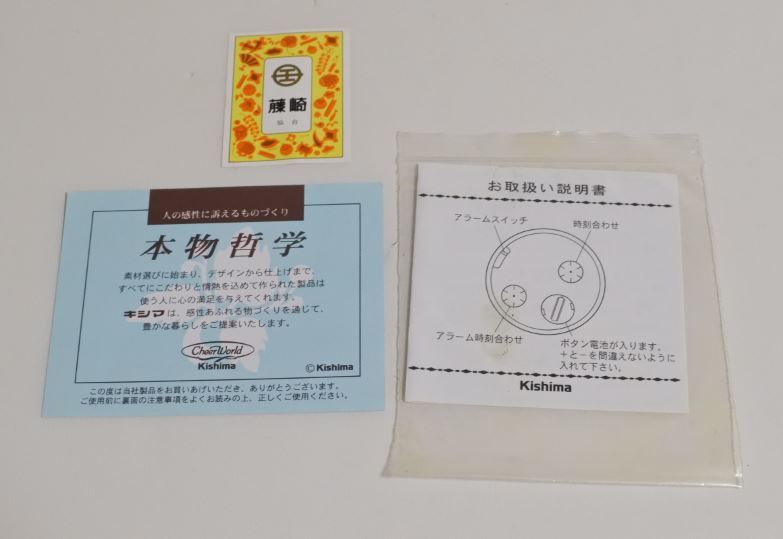 藤崎
仙台
人の感性に訴えるものづくり
本物哲学
素材選びに始まり、デザインから仕上げまで、
すべてにこだわりと情熱を込めて作られた製品は
使う人に心の満足を与えてくれます。
キシマは、感性あふれる物づくりを通じて、
豊かな暮らしをご提案いたします。
CheerWorld
Kishima
©Kishima
この度は当社製品をお買いあげいただき、ありがとうございます。
ご使用前に裏面の注意事項をよくお読みの上、正しくご使用ください。
お取扱い説明書
アラームスイッチ
時刻合わせ
アラーム時刻合わせ
ボタン電池が入ります。
+と−を間違えないように
入れて下さい。
Kishima